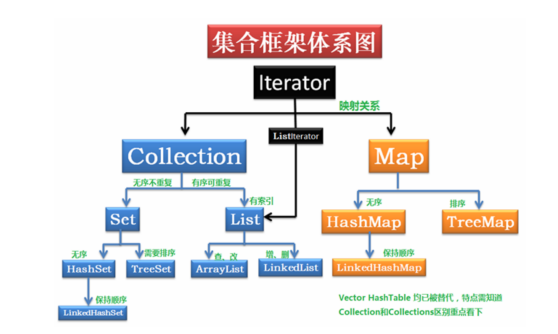 集合框架体系图
Iterator
映射关系
ListIterator
Collection
Map
无序不重复
有序可重复
有索引
无序
排序
Set
List
HashMap
TreeMap
无序
需要排序
查、改
增、删
保持顺序
HashSet
TreeSet
ArrayList
LinkedList
LinkedHashMap
保持顺序
LinkedHashSet
Vector HashTable 均已被替代，特点需知道
Collection和Collections区别重点看下